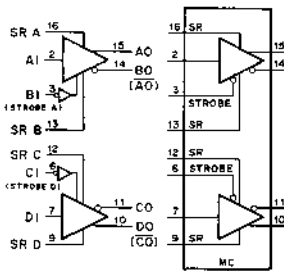 SR A 16
15 AO
AI 2
14 BO
(AO)
BI 3
(STROBE A)
SR B 13
SR C 12
CI 6
(STROBE D)
11 CO
DI 7
10 DO
(CO)
SR D 9
16 SR
15
2
14
3
STROBE
13 SR
12 SR
6 STROBE
11
7
10
9 SR
MC